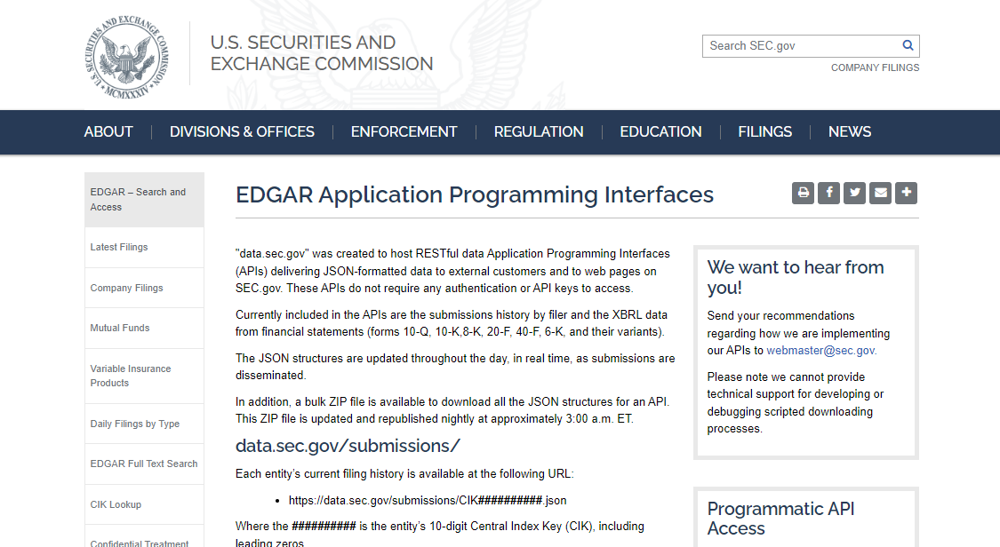 U.S. SECURITIES AND EXCHANGE COMMISSION
MCMXXXIV
U.S. SECURITIES AND
EXCHANGE COMMISSION
Search SEC.gov
COMPANY FILINGS
ABOUT
DIVISIONS & OFFICES
ENFORCEMENT
REGULATION
EDUCATION
FILINGS
NEWS
EDGAR – Search and
Access
Latest Filings
Company Filings
Mutual Funds
Variable Insurance
Products
Daily Filings by Type
EDGAR Full Text Search
CIK Lookup
Confidential Treatment
EDGAR Application Programming Interfaces
"data.sec.gov" was created to host RESTful data Application Programming Interfaces
(APIs) delivering JSON-formatted data to external customers and to web pages on
SEC.gov. These APIs do not require any authentication or API keys to access.
Currently included in the APIs are the submissions history by filer and the XBRL data
from financial statements (forms 10-Q, 10-K,8-K, 20-F, 40-F, 6-K, and their variants).
The JSON structures are updated throughout the day, in real time, as submissions are
disseminated.
In addition, a bulk ZIP file is available to download all the JSON structures for an API.
This ZIP file is updated and republished nightly at approximately 3:00 a.m. ET.
data.sec.gov/submissions/
Each entity’s current filing history is available at the following URL:
• https://data.sec.gov/submissions/CIK##########.json
Where the ########## is the entity’s 10-digit Central Index Key (CIK), including
leading zeros.
We want to hear from
you!
Send your recommendations
regarding how we are implementing
our APIs to webmaster@sec.gov.
Please note we cannot provide
technical support for developing or
debugging scripted downloading
processes.
Programmatic API
Access